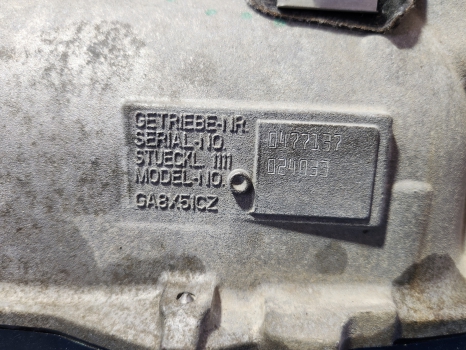 GETRIEBE-NR.
SERIAL-NO. 0477137
STUECKL 1111
MODEL-NO. 024033
GA8X51CZ